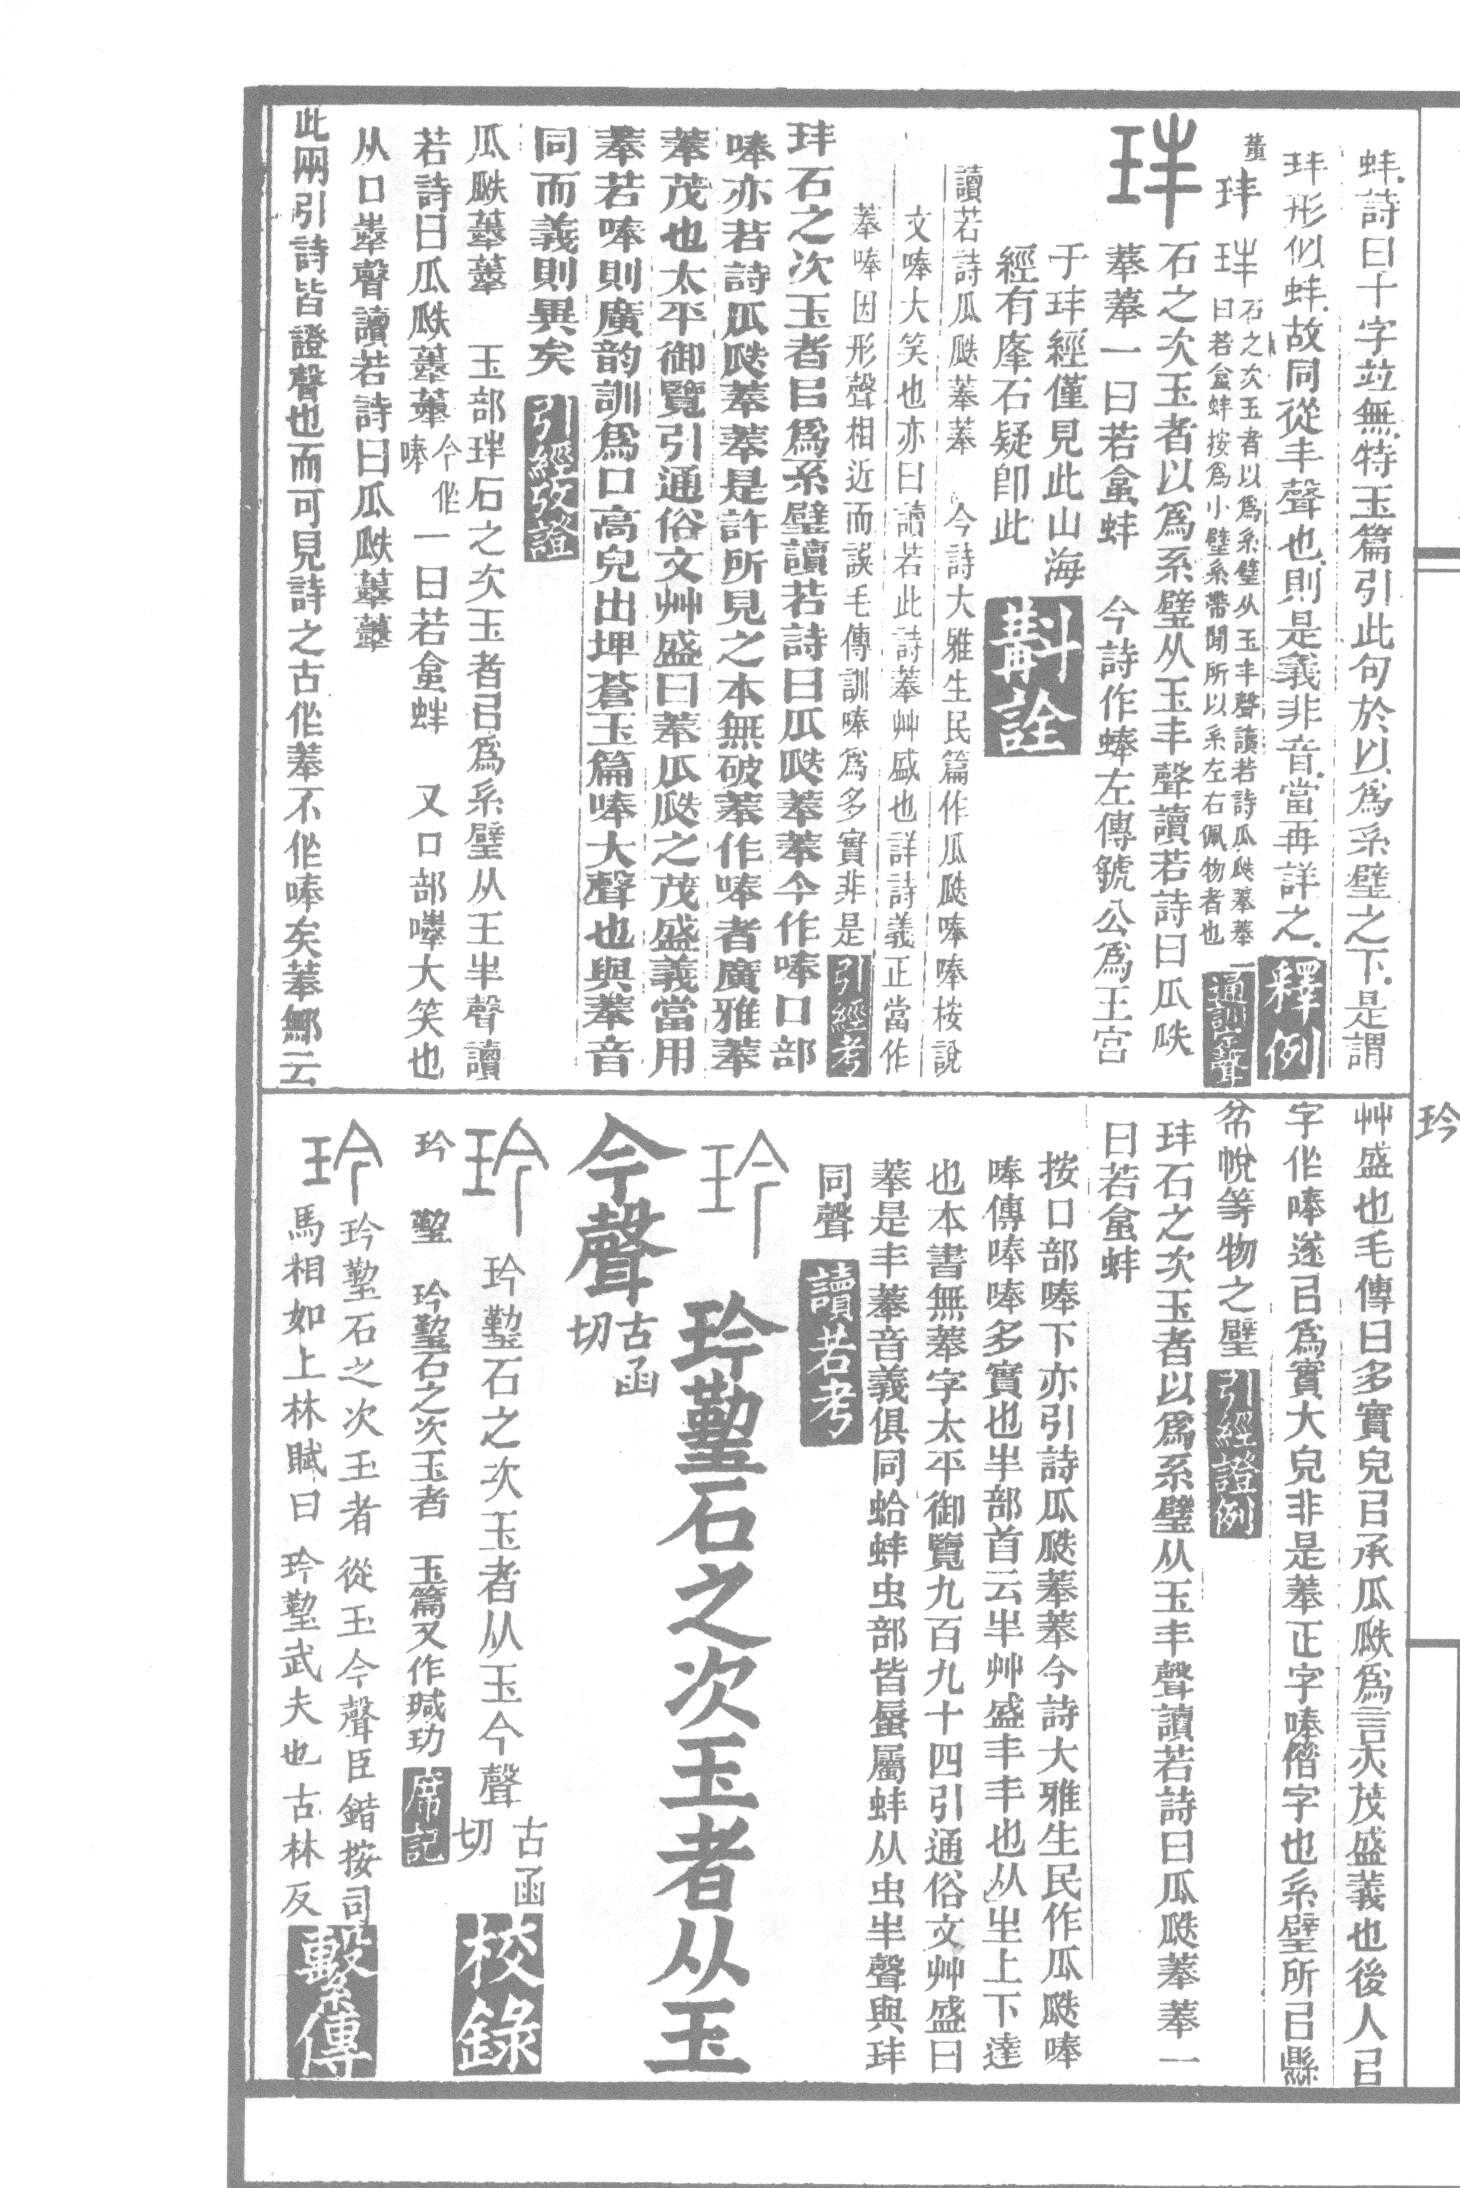 蚌詩曰十字竝無特玉篇引此句於以爲系璧之下是謂
玤形似蚌故同從丰聲也則是義非音當再詳之
釋例
玤
玤石之次玉者以爲系璧从玉丰聲讀若詩瓜瓞菶菶一
曰若盒蚌按爲小璧系帶閒所以系左右佩物者也
通訓定聲
玤
石之次玉者以爲系璧从玉丰聲讀若詩曰瓜瓞
菶菶一曰若盒蚌 今詩作唪左傳虢公爲王宮
于玤經僅見此山海
經有㟄石疑卽此
斠詮
讀若詩瓜瓞菶菶 今詩大雅生民篇作瓜瓞唪唪桉說
文唪大笑也亦曰讀若此詩菶艸盛也詳詩義正當作
菶唪因形聲相近而誤毛傳訓唪爲多實非是
引經考
玤石之次玉者㠯爲系璧讀若詩曰瓜瓞菶菶今作唪口部
唪亦若詩瓜瓞菶菶是許所見之本無破菶作唪者廣雅菶
菶茂也太平御覽引通俗文艸盛曰菶瓜瓞之茂盛義當用
菶若唪則廣韵訓爲口高皃出埤蒼玉篇唪大聲也與菶音
同而義則異矣
引經攷證
瓜瓞菶菶 玉部玤石之次玉者㠯爲系璧从王丰聲讀
若詩曰瓜瓞菶菶今作唪一曰若盒蚌 又口部唪大笑也
从口菶聲讀若詩曰瓜瓞菶菶
此兩引詩皆證聲也而可見詩之古作菶不作唪矣菶鄦云
艸盛也毛傳曰多實皃㠯承瓜瓞爲言亦茂盛義也後人㠯
字作唪遂㠯爲實大皃非是菶正字唪僭字也系璧所㠯縣
帉帨等物之璧
引經證例
玤石之次玉者以爲系璧从玉丰聲讀若詩曰瓜瓞菶菶一
曰若盒蚌
按口部唪下亦引詩瓜瓞菶菶今詩大雅生民作瓜瓞唪
唪傳唪唪多實也丰部首云丰艸盛丰丰也从生上下達
也本書無菶字太平御覽九百九十四引通俗文艸盛曰
菶是丰菶音義俱同蛤蚌虫部皆蜃屬蚌从虫丰聲與玤
同聲
讀若考
玪
玪䃘石之次玉者从玉
今聲古函切
玪
玪䃘石之次玉者从玉今聲古函切
校錄
玪 䃘 玪䃘石之次玉者 玉篇又作瑊玏
席記
玪
玪䃘石之次玉者從玉今聲臣鍇按司
馬相如上林賦曰玪䃘武夫也古林反
繫傳
玪